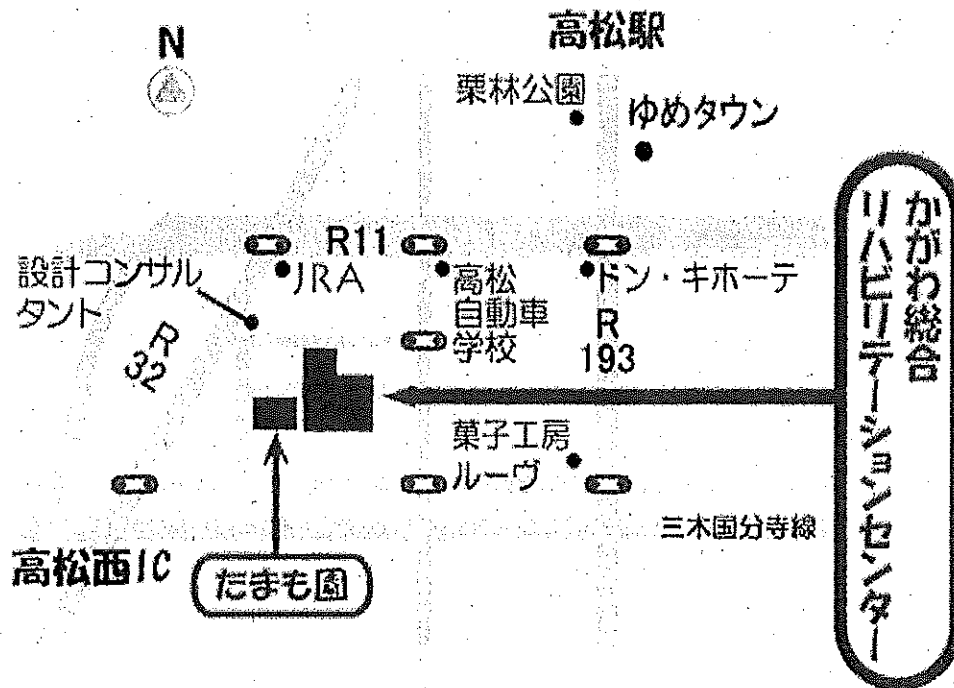 高松駅
N
栗林公園
ゆめタウン
R11
設計コンサル
タント
JRA
高松
自動車
学校
ドン・キホーテ
R
193
R
32
かがわ総合
リハビリテーションセンター
菓子工房
ルーヴ
三木国分寺線
高松西IC
たまも園